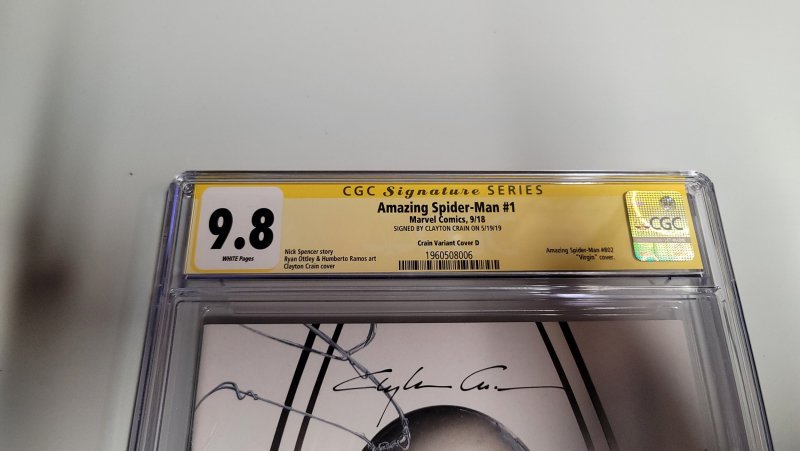 CGC Signature SERIES
9.8
WHITE Pages
Amazing Spider-Man #1
Marvel Comics, 9/18
SIGNED BY CLAYTON CRAIN ON 5/19/19
Crain Variant Cover D
Nick Spencer story
Ryan Ottley & Humberto Ramos art
Clayton Crain cover
1960508006
Amazing Spider-Man #802
"Virgin" cover.
CGC
Clayton Crain